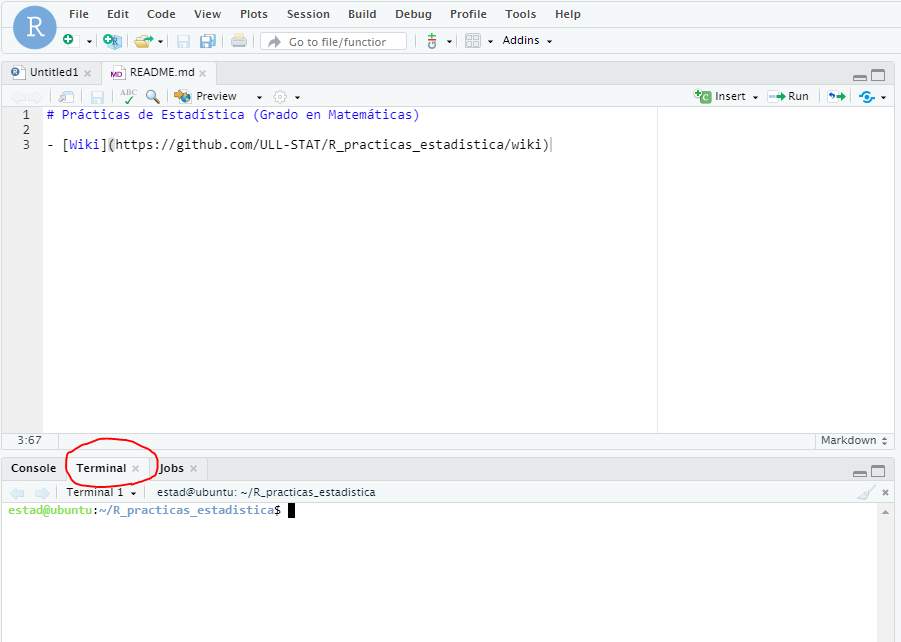 R File Edit Code View Plots Session Build Debug Profile Tools Help
R Go to file/function Addins
R Untitled1 MD README.md
ABC Preview C Insert Run
1 # Prácticas de Estadística (Grado en Matemáticas)
2
3 - [Wiki](https://github.com/ULL-STAT/R_practicas_estadistica/wiki)
3:67 Markdown
Console Terminal Jobs
Terminal 1 estad@ubuntu: ~/R_practicas_estadistica
estad@ubuntu:~/R_practicas_estadistica$